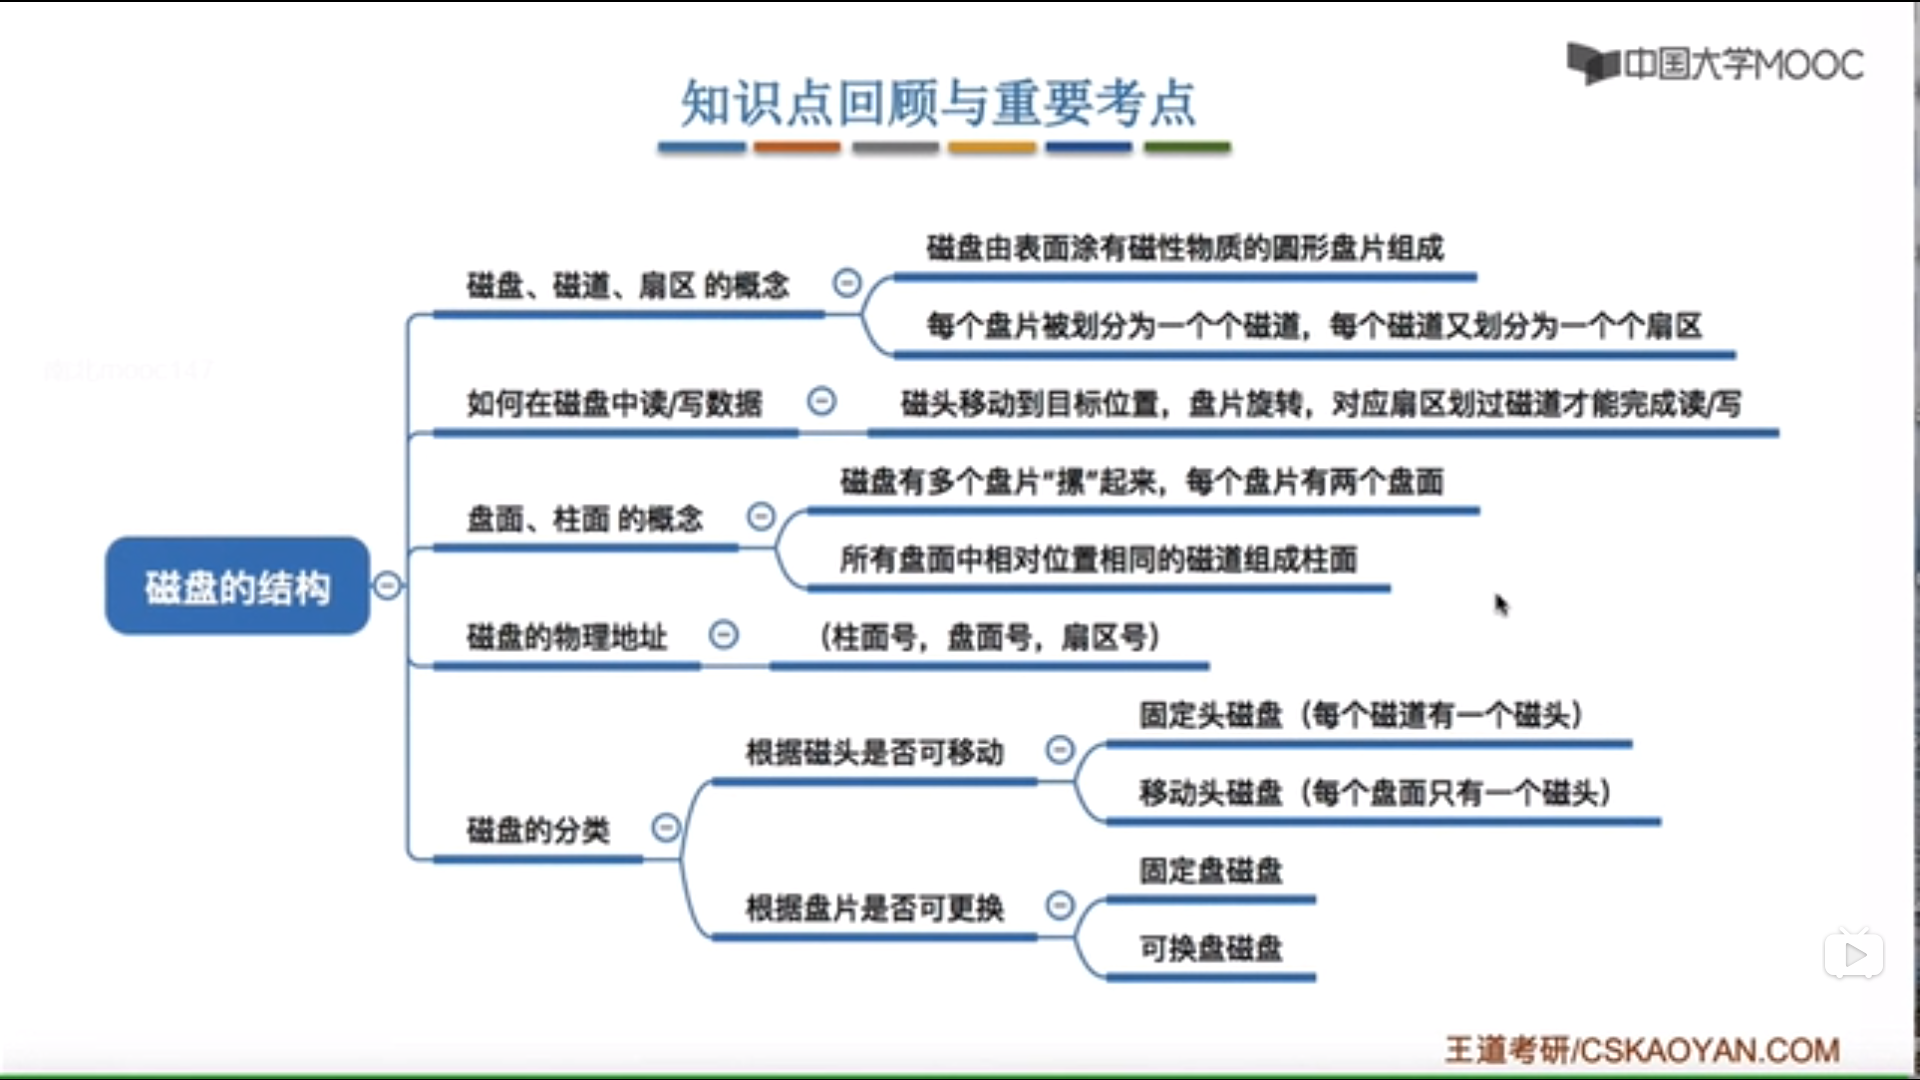 中国大学MOOC
知识点回顾与重要考点
磁盘、磁道、扇区 的概念
磁盘由表面涂有磁性物质的圆形盘片组成
每个盘片被划分为一个个磁道，每个磁道又划分为一个个扇区
如何在磁盘中读/写数据
磁头移动到目标位置，盘片旋转，对应扇区划过磁道才能完成读/写
盘面、柱面 的概念
磁盘有多个盘片“摞”起来，每个盘片有两个盘面
所有盘面中相对位置相同的磁道组成柱面
磁盘的结构
磁盘的物理地址
（柱面号，盘面号，扇区号）
磁盘的分类
根据磁头是否可移动
固定头磁盘（每个磁道有一个磁头）
移动头磁盘（每个盘面只有一个磁头）
根据盘片是否可更换
固定盘磁盘
可换盘磁盘
王道考研/CSKAOYAN.COM